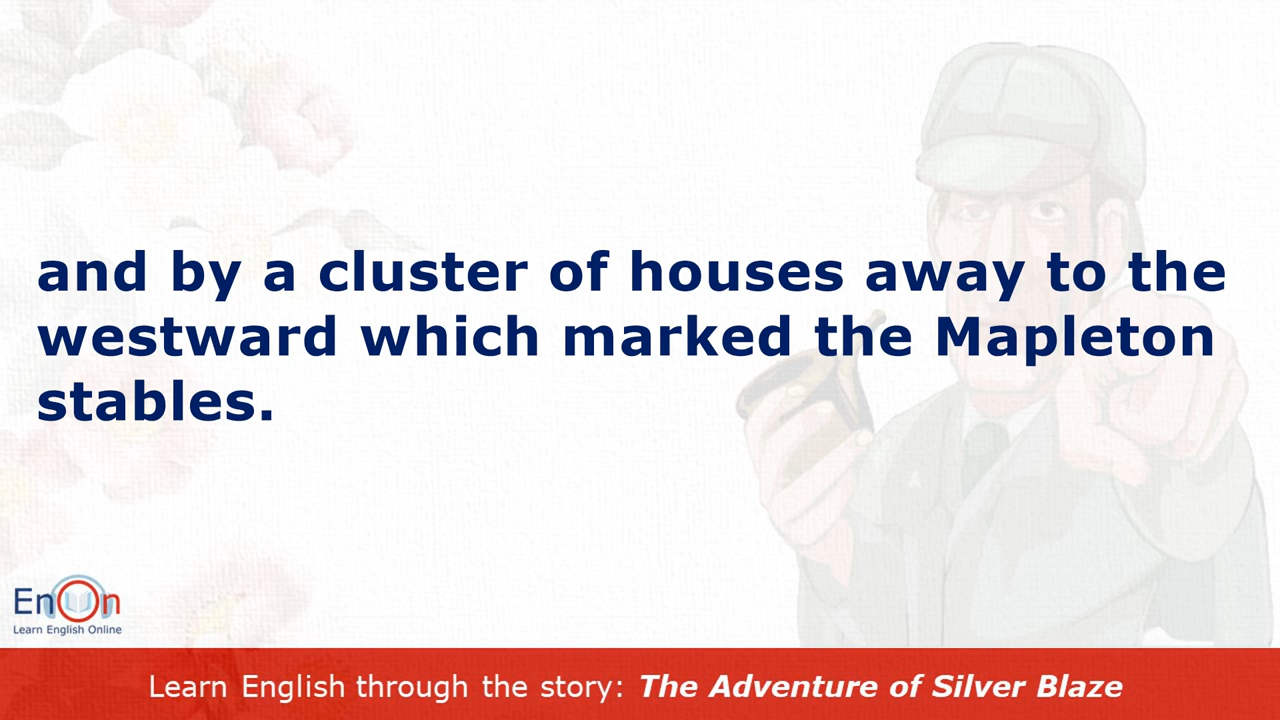 and by a cluster of houses away to the
westward which marked the Mapleton
stables.
EnOn
Learn English Online
Learn English through the story: The Adventure of Silver Blaze